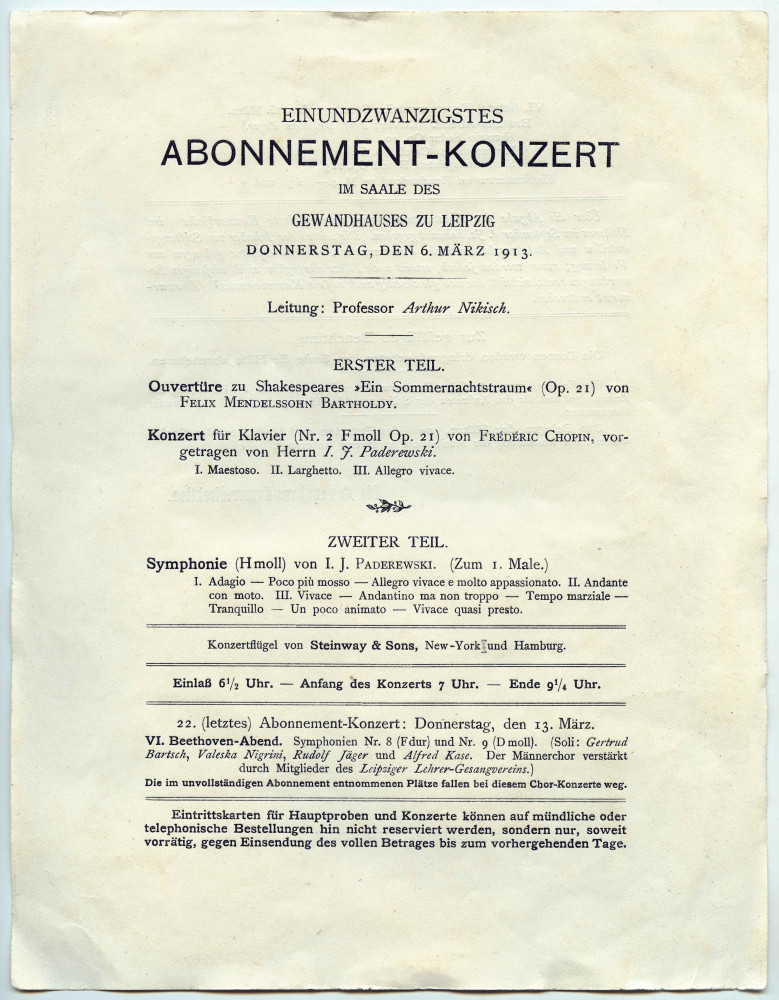 EINUNDZWANZIGSTES
ABONNEMENT-KONZERT
IM SAALE DES
GEWANDHAUSES ZU LEIPZIG
DONNERSTAG, DEN 6. MÄRZ 1913.
Leitung: Professor Arthur Nikisch.
ERSTER TEIL.
Ouvertüre zu Shakespeares »Ein Sommernachtstraum« (Op. 21) von
FELIX MENDELSSOHN BARTHOLDY.
Konzert für Klavier (Nr. 2 Fmoll Op. 21) von FRÉDÉRIC CHOPIN, vor-
getragen von Herrn I. J. Paderewski.
I. Maestoso. II. Larghetto. III. Allegro vivace.
ZWEITER TEIL.
Symphonie (Hmoll) von I. J. PADEREWSKI. (Zum 1. Male.)
I. Adagio — Poco più mosso — Allegro vivace e molto appassionato. II. Andante
con moto. III. Vivace — Andantino ma non troppo — Tempo marziale —
Tranquillo — Un poco animato — Vivace quasi presto.
Konzertflügel von Steinway & Sons, New-York und Hamburg.
Einlaß 6½ Uhr. — Anfang des Konzerts 7 Uhr. — Ende 9¼ Uhr.
22. (letztes) Abonnement-Konzert: Donnerstag, den 13. März.
VI. Beethoven-Abend. Symphonien Nr. 8 (Fdur) und Nr. 9 (Dmoll). (Soli: Gertrud
Bartsch, Valeska Nigrini, Rudolf Jäger und Alfred Kase. Der Männerchor verstärkt
durch Mitglieder des Leipziger Lehrer-Gesangvereins.)
Die im unvollständigen Abonnement entnommenen Plätze fallen bei diesem Chor-Konzerte weg.
Eintrittskarten für Hauptproben und Konzerte können auf mündliche oder
telephonische Bestellungen hin nicht reserviert werden, sondern nur, soweit
vorrätig, gegen Einsendung des vollen Betrages bis zum vorhergehenden Tage.